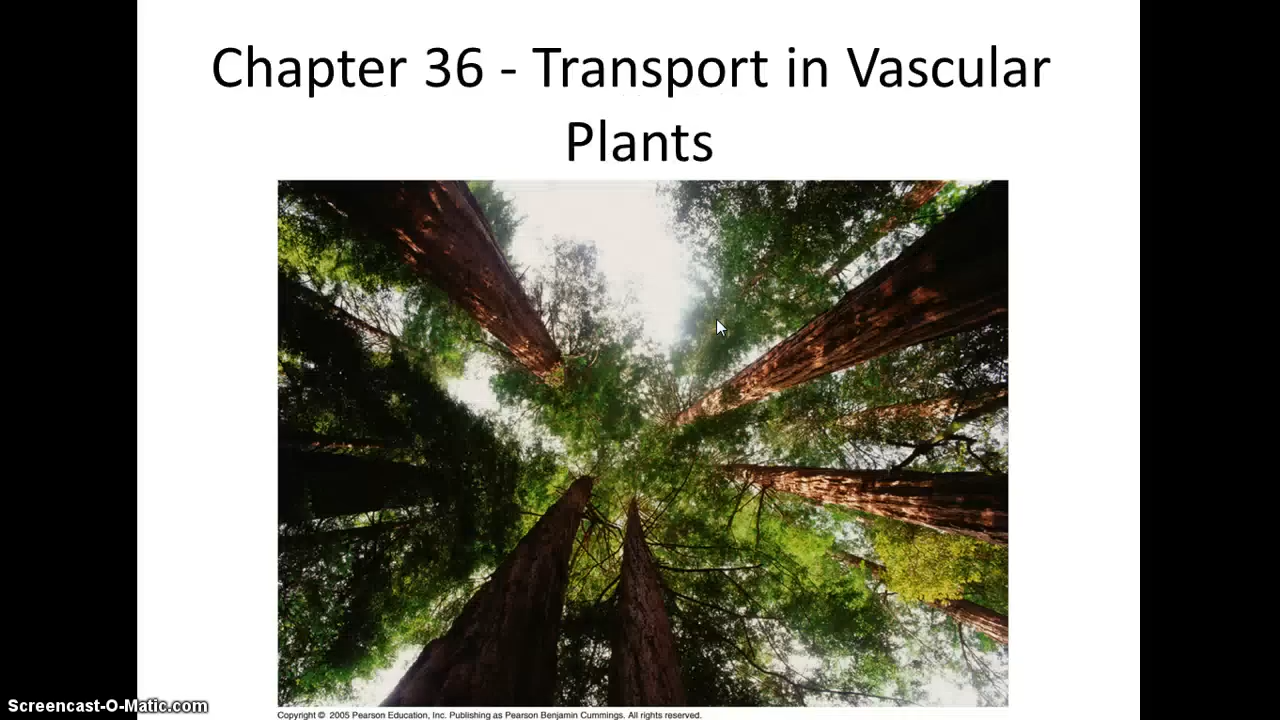 Chapter 36 - Transport in Vascular
Plants
Copyright © 2005 Pearson Education, Inc. Publishing as Pearson Benjamin Cummings. All rights reserved.
Screencast-O-Matic.com